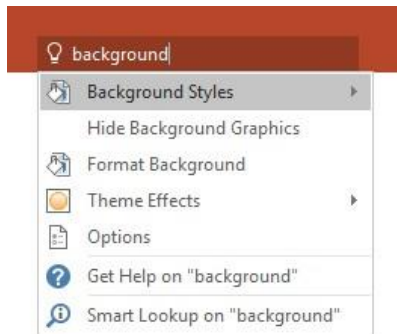 background
Background Styles
Hide Background Graphics
Format Background
Theme Effects
Options
Get Help on "background"
Smart Lookup on "background"